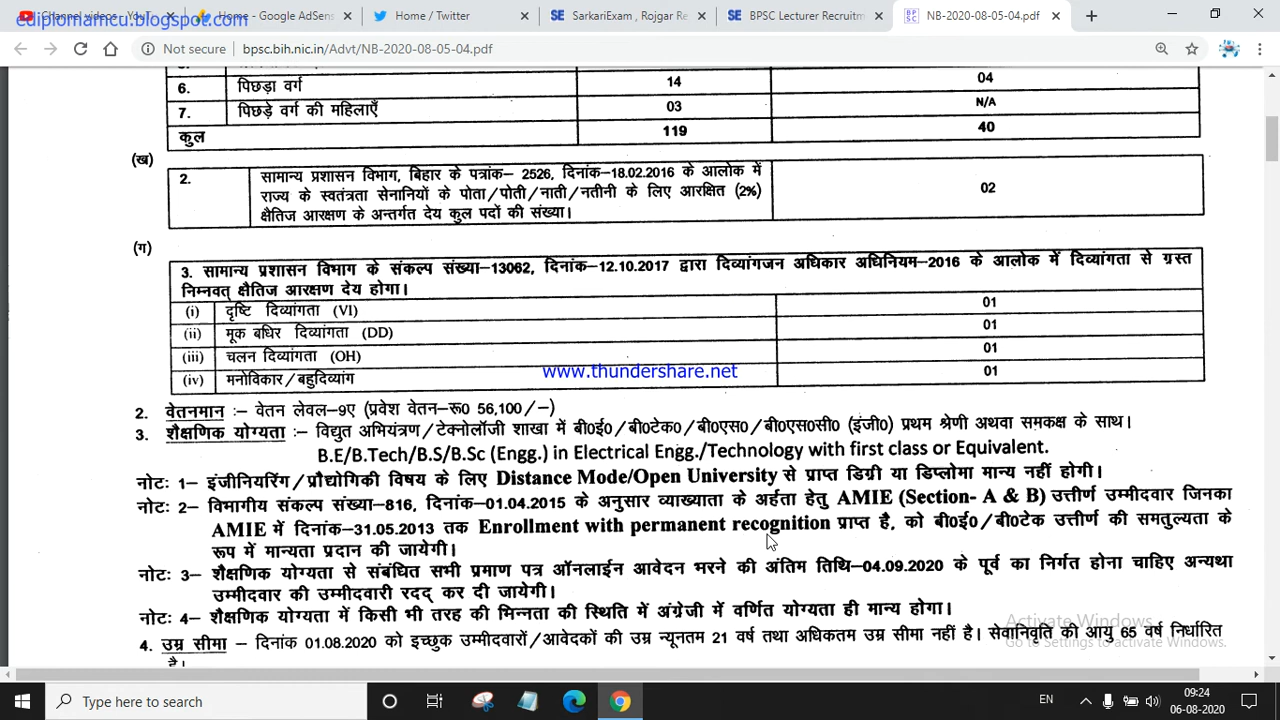 ediplomamcu.blogspot.com
Home - Google AdSens
Home / Twitter
SarkariExam , Rojgar Re
BPSC Lecturer Recruitm
NB-2020-08-05-04.pdf
Not secure | bpsc.bih.nic.in/Advt/NB-2020-08-05-04.pdf
6. पिछड़ा वर्ग 14 04
7. पिछड़े वर्ग की महिलाएँ 03 N/A
कुल 119 40
(ख)
2. सामान्य प्रशासन विभाग, बिहार के पत्रांक- 2526, दिनांक-18.02.2016 के आलोक में
राज्य के स्वतंत्रता सेनानियों के पोता/पोती/नाती/नतीनी के लिए आरक्षित (2%) 02
क्षैतिज आरक्षण के अन्तर्गत देय कुल पदों की संख्या।
(ग)
3. सामान्य प्रशासन विभाग के संकल्प संख्या-13062, दिनांक-12.10.2017 द्वारा दिव्यांगजन अधिकार अधिनियम-2016 के आलोक में दिव्यांगता से ग्रस्त
निम्नवत् क्षैतिज आरक्षण देय होगा।
(i) दृष्टि दिव्यांगता (VI) 01
(ii) मूक बधिर दिव्यांगता (DD) 01
(iii) चलन दिव्यांगता (OH) 01
(iv) मनोविकार/बहुदिव्यांग 01
www.thundershare.net
2. वेतनमान :- वेतन लेवल-9ए (प्रवेश वेतन-रू0 56,100/-)
3. शैक्षणिक योग्यता :- विद्युत अभियंत्रण/टेक्नोलॉजी शाखा में बी0ई0/बी0टेक0/बी0एस0/बी0एस0सी0 (इंजी0) प्रथम श्रेणी अथवा समकक्ष के साथ।
B.E/B.Tech/B.S/B.Sc (Engg.) in Electrical Engg./Technology with first class or Equivalent.
नोटः 1- इंजीनियरिंग/प्रौद्योगिकी विषय के लिए Distance Mode/Open University से प्राप्त डिग्री या डिप्लोमा मान्य नहीं होगी।
नोटः 2- विभागीय संकल्प संख्या-816, दिनांक-01.04.2015 के अनुसार व्याख्याता के अर्हता हेतु AMIE (Section- A & B) उत्तीर्ण उम्मीदवार जिनका
AMIE में दिनांक-31.05.2013 तक Enrollment with permanent recognition प्राप्त है, को बी0ई0/बी0टेक उत्तीर्ण की समतुल्यता के
रूप में मान्यता प्रदान की जायेगी।
नोटः 3- शैक्षणिक योग्यता से संबंधित सभी प्रमाण पत्र ऑनलाईन आवेदन भरने की अंतिम तिथि-04.09.2020 के पूर्व का निर्गत होना चाहिए अन्यथा
उम्मीदवार की उम्मीदवारी रदद् कर दी जायेगी।
नोटः 4- शैक्षणिक योग्यता में किसी भी तरह की भिन्नता की स्थिति में अंग्रेजी में वर्णित योग्यता ही मान्य होगा।
4. उम्र सीमा - दिनांक 01.08.2020 को इच्छुक उम्मीदवारों/आवेदकों की उम्र न्यूनतम 21 वर्ष तथा अधिकतम उम्र सीमा नहीं है। सेवानिवृति की आयु 65 वर्ष निर्धारित
है।
Activate Windows
Go to Settings to activate Windows.
Type here to search
EN
09:24
06-08-2020